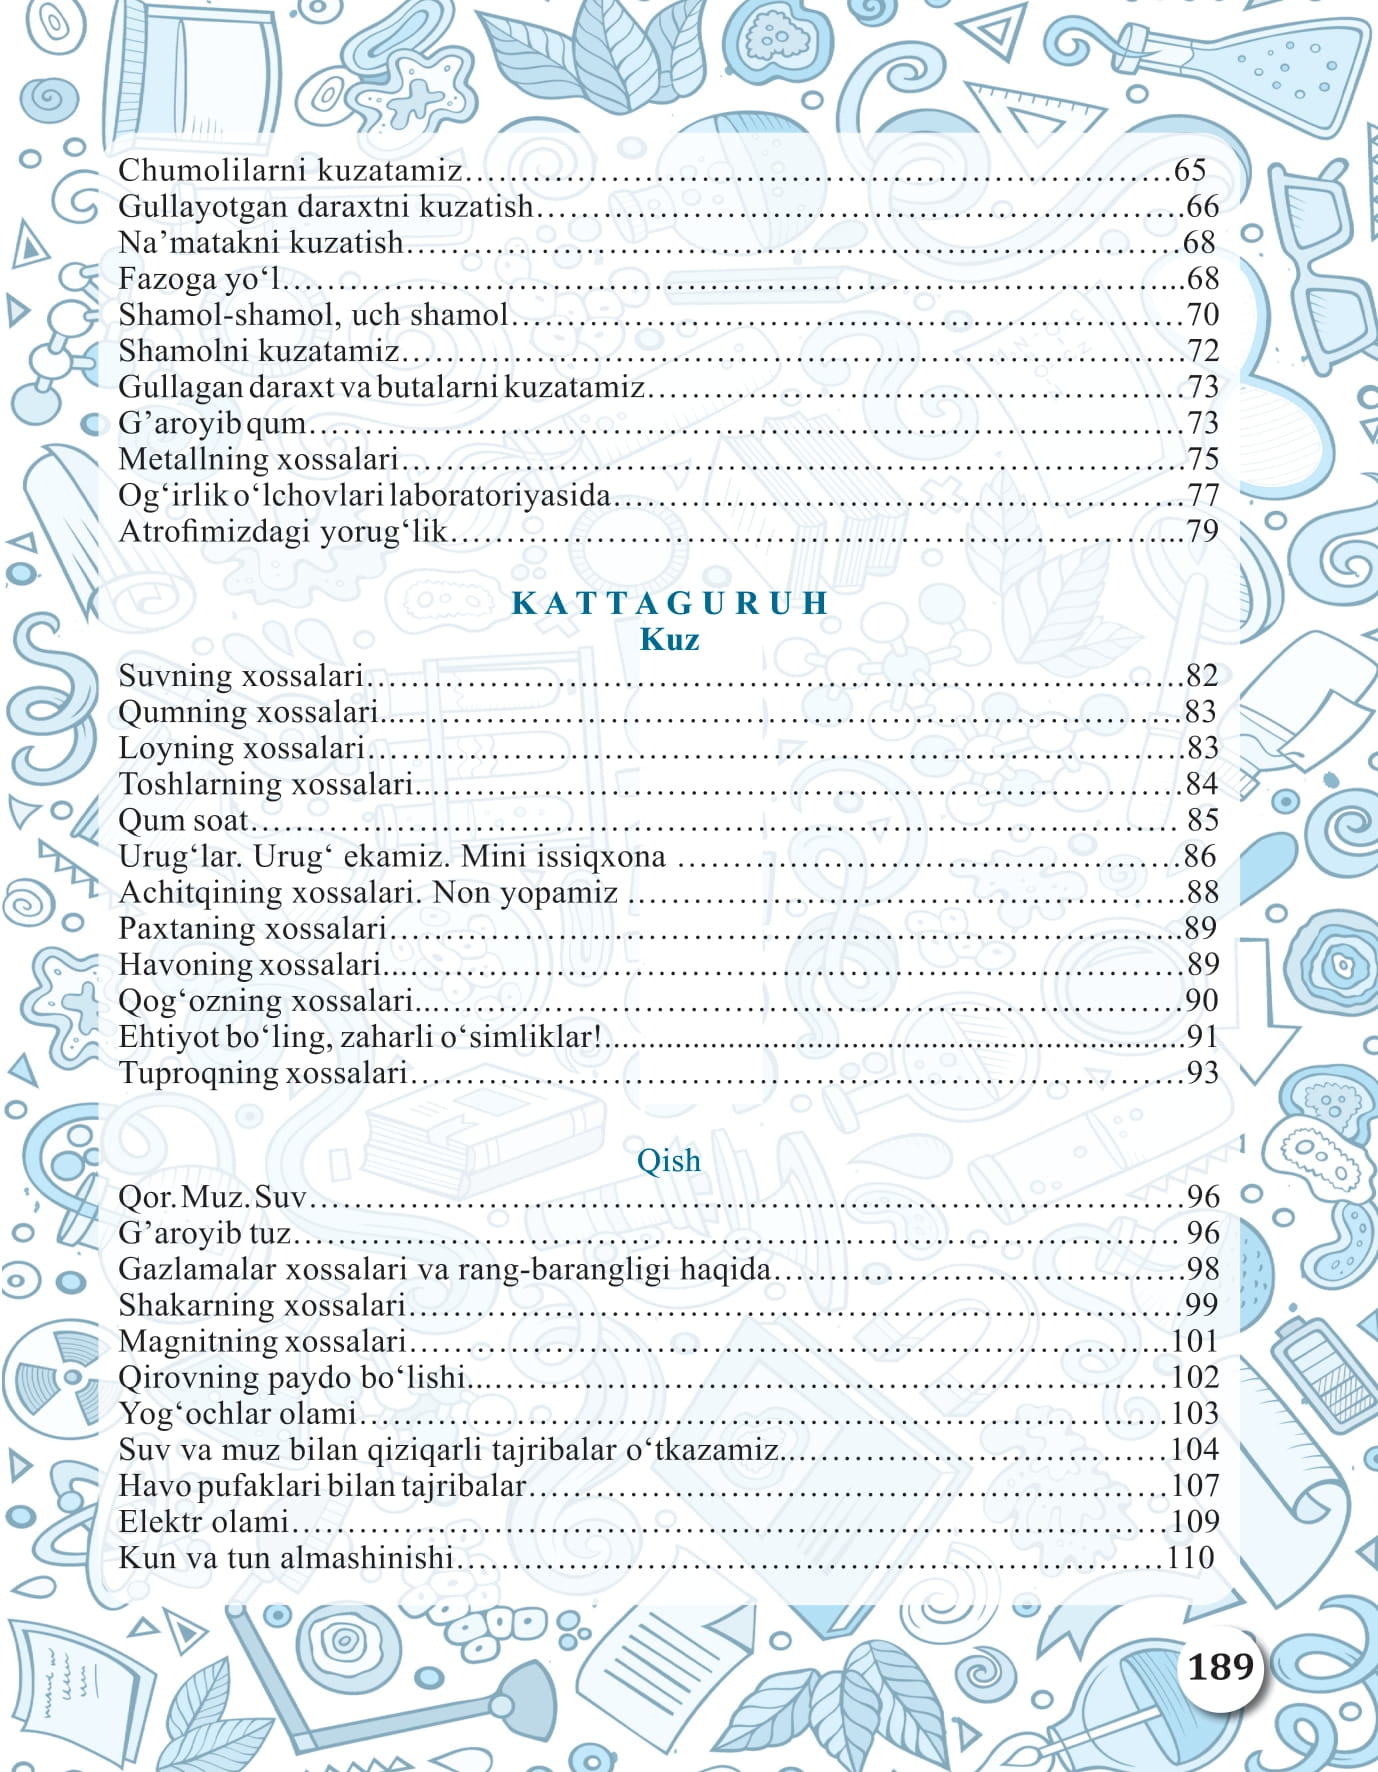 Chumolilarni kuzatamiz……………………………………………………………………65
Gullayotgan daraxtni kuzatish………………………………………………………………66
Na’matakni kuzatish…………………………………………………………………………68
Fazoga yo‘l……………………………………………………………………………………...68
Shamol-shamol, uch shamol…………………………………………………………………70
Shamolni kuzatamiz……………………………………………………………………………72
Gullagan daraxt va butalarni kuzatamiz……………………………………………………73
G’aroyib qum……………………………………………………………………………………73
Metallning xossalari……………………………………………………………………………75
Og‘irlik o‘lchovlari laboratoriyasida………………………………………………………77
Atrofimizdagi yorug‘lik………………………………………………………………………...79
KATTAGURUH
Kuz
Suvning xossalari………………………………………………………………………………82
Qumning xossalari.……………………………………………………………………………83
Loyning xossalari………………………………………………………………………………83
Toshlarning xossalari.…………………………………………………………………………84
Qum soat……………………………………………………………………………...………… 85
Urug‘lar. Urug‘ ekamiz. Mini issiqxona ………………………………………………86
Achitqining xossalari. Non yopamiz ……………………………………………………88
Paxtaning xossalari……………………………………………………………………………89
Havoning xossalari.……………………………………………………………………………89
Qog‘ozning xossalari.…………………………………………………………………………90
Ehtiyot bo‘ling, zaharli o‘simliklar!..................................................................91
Tuproqning xossalari…………………………………………………………………………93
Qish
Qor. Muz. Suv……………………………………………………………………………………96
G’aroyib tuz……………………………………………………………………………………… 96
Gazlamalar xossalari va rang-barangligi haqida………………………………………98
Shakarning xossalari…………………………………………………………………………99
Magnitning xossalari…………………………………………………………………………101
Qirovning paydo bo‘lishi.……………………………………………………………………102
Yog‘ochlar olami………………………………………………………………………………103
Suv va muz bilan qiziqarli tajribalar o‘tkazamiz.……………………………………104
Havo pufaklari bilan tajribalar………………………………………………………………107
Elektr olami……………………………………………………………………………………109
Kun va tun almashinishi……………………………………………………………………110
189